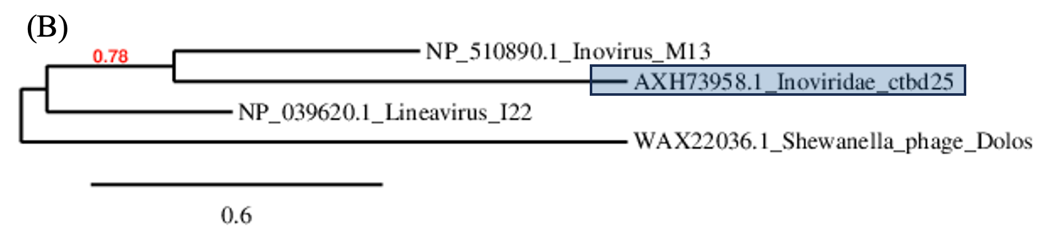 (B)
0.78
NP_510890.1_Inovirus_M13
AXH73958.1_Inoviridae_ctbd25
NP_039620.1_Lineavirus_I22
WAX22036.1_Shewanella_phage_Dolos
0.6